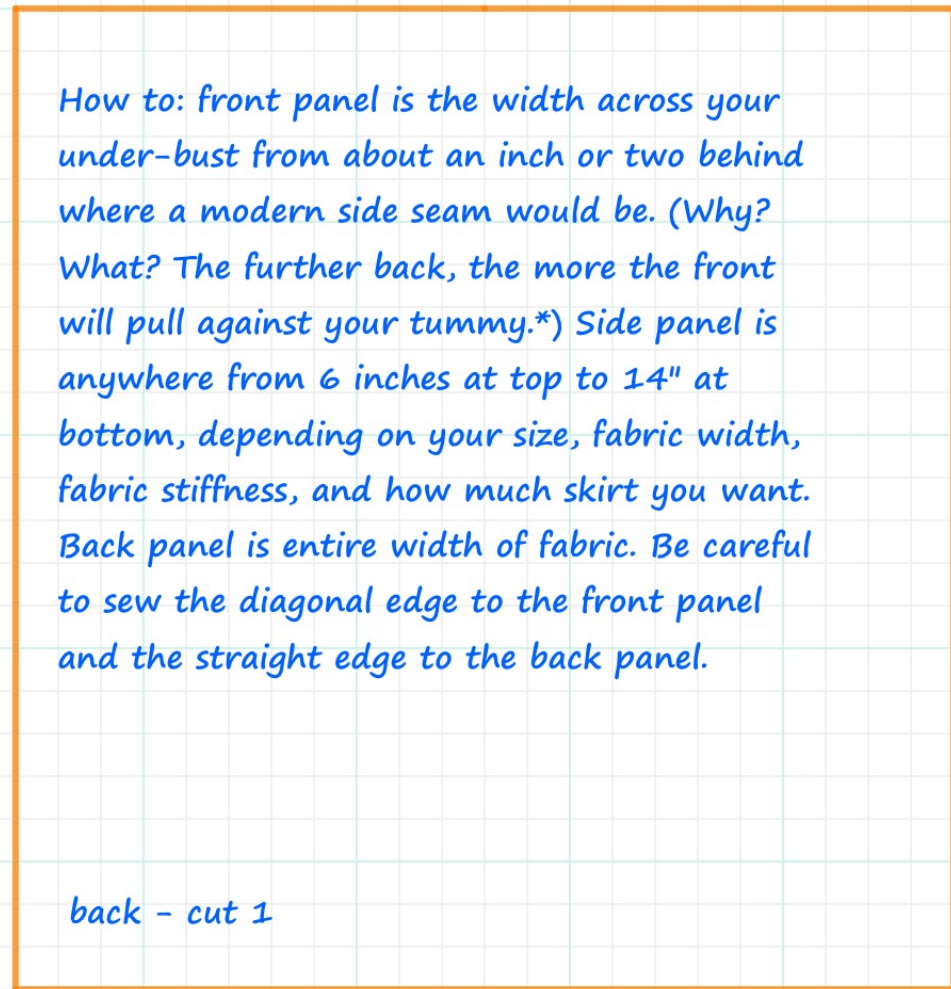 How to: front panel is the width across your
under-bust from about an inch or two behind
where a modern side seam would be. (Why?
What? The further back, the more the front
will pull against your tummy.*) Side panel is
anywhere from 6 inches at top to 14" at
bottom, depending on your size, fabric width,
fabric stiffness, and how much skirt you want.
Back panel is entire width of fabric. Be careful
to sew the diagonal edge to the front panel
and the straight edge to the back panel.
back - cut 1